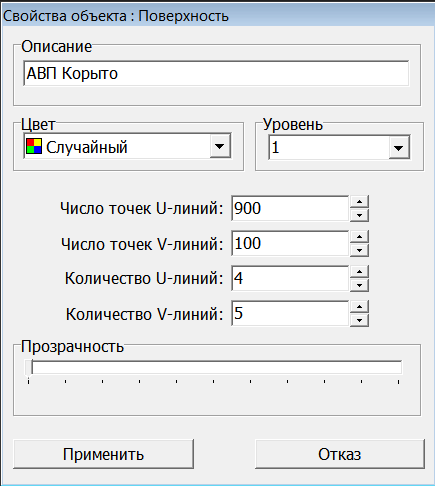 Свойства объекта : Поверхность
Описание
АВП Корыто
Цвет
Уровень
Случайный
1
Число точек U-линий: 900
Число точек V-линий: 100
Количество U-линий: 4
Количество V-линий: 5
Прозрачность
Применить
Отказ